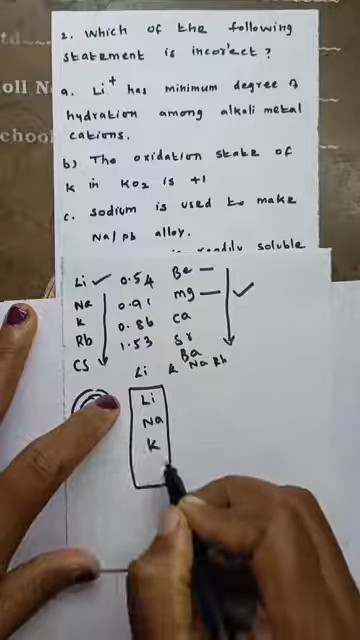 2. Which of the following
statement is incorrect?
a. Li+ has minimum degree of
hydration among alkali metal
cations.
b) The oxidation state of
K in KO2 is +1
c. sodium is used to make
Na/Pb alloy.
readily soluble
Li ✓ 0.54 Be —
Na 0.91 mg — ✓
K 0.86 Ca
Rb 1.53 Sr
Cs Ba
Li K Na Rb
Li
Na
K